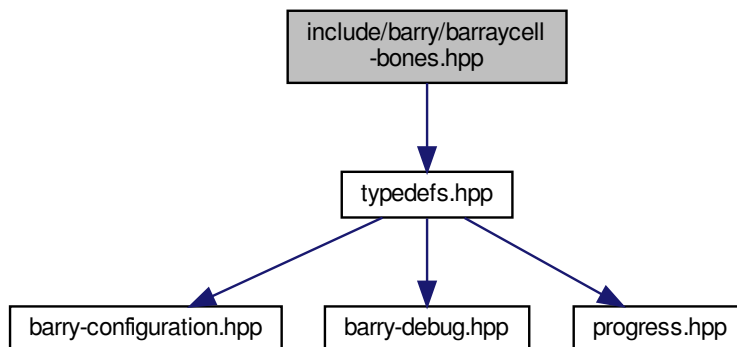 include/barry/barraycell
-bones.hpp
typedefs.hpp
barry-configuration.hpp
barry-debug.hpp
progress.hpp